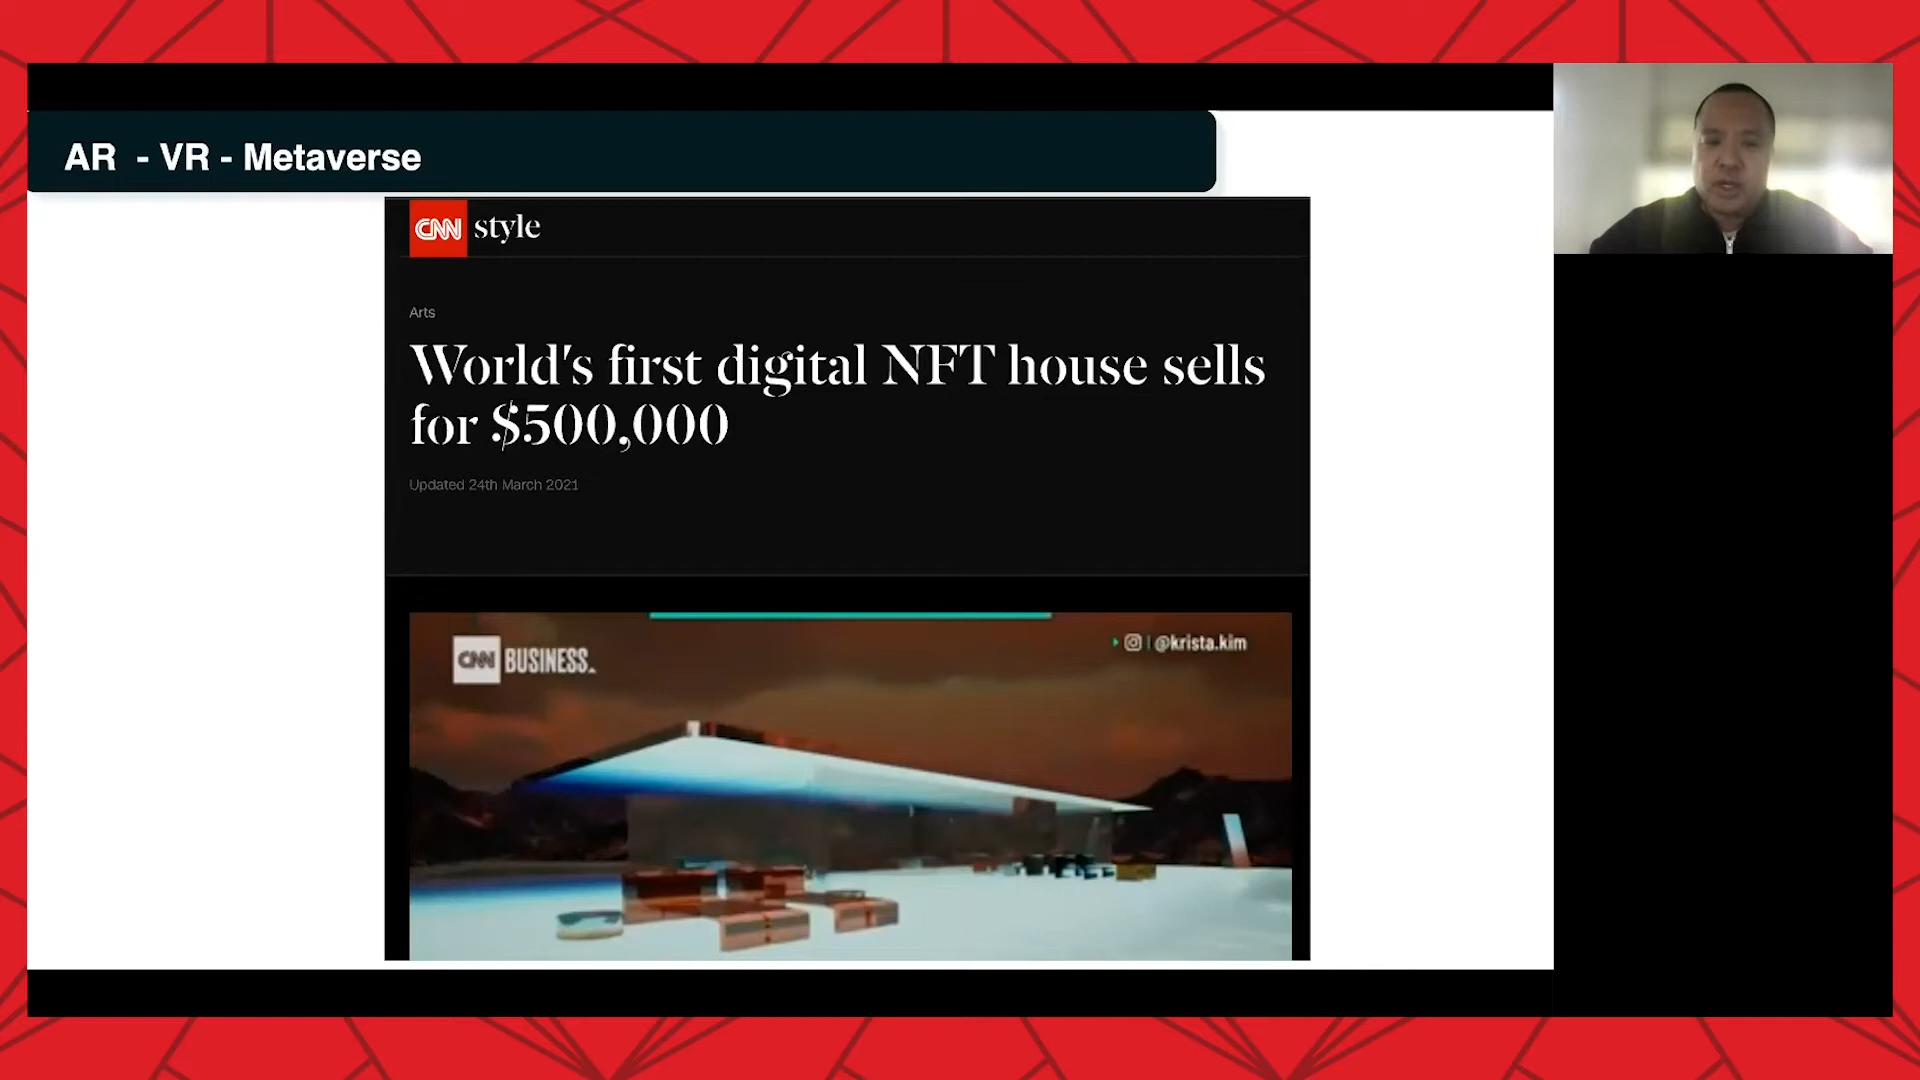 AR - VR - Metaverse
CNN style
Arts
World's first digital NFT house sells
for $500,000
Updated 24th March 2021
CNN BUSINESS.
@krista.kim